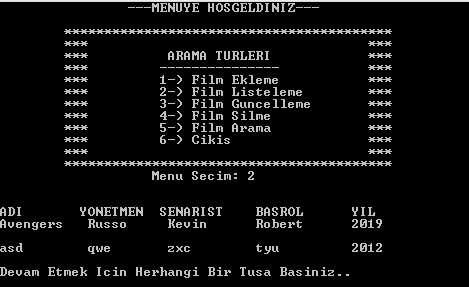 ---MENUYE HOSGELDINIZ---
*****************************************
*** ***
*** ARAMA TURLERI ***
*** --------------- ***
*** 1-> Film Ekleme ***
*** 2-> Film Listeleme ***
*** 3-> Film Guncelleme ***
*** 4-> Film Silme ***
*** 5-> Film Arama ***
*** 6-> Cikis ***
*** ***
*****************************************
Menu Secim: 2
ADI YONETMEN SENARIST BASROL YIL
Avengers Russo Kevin Robert 2019
asd qwe zxc tyu 2012
Devam Etmek Icin Herhangi Bir Tusa Basiniz..